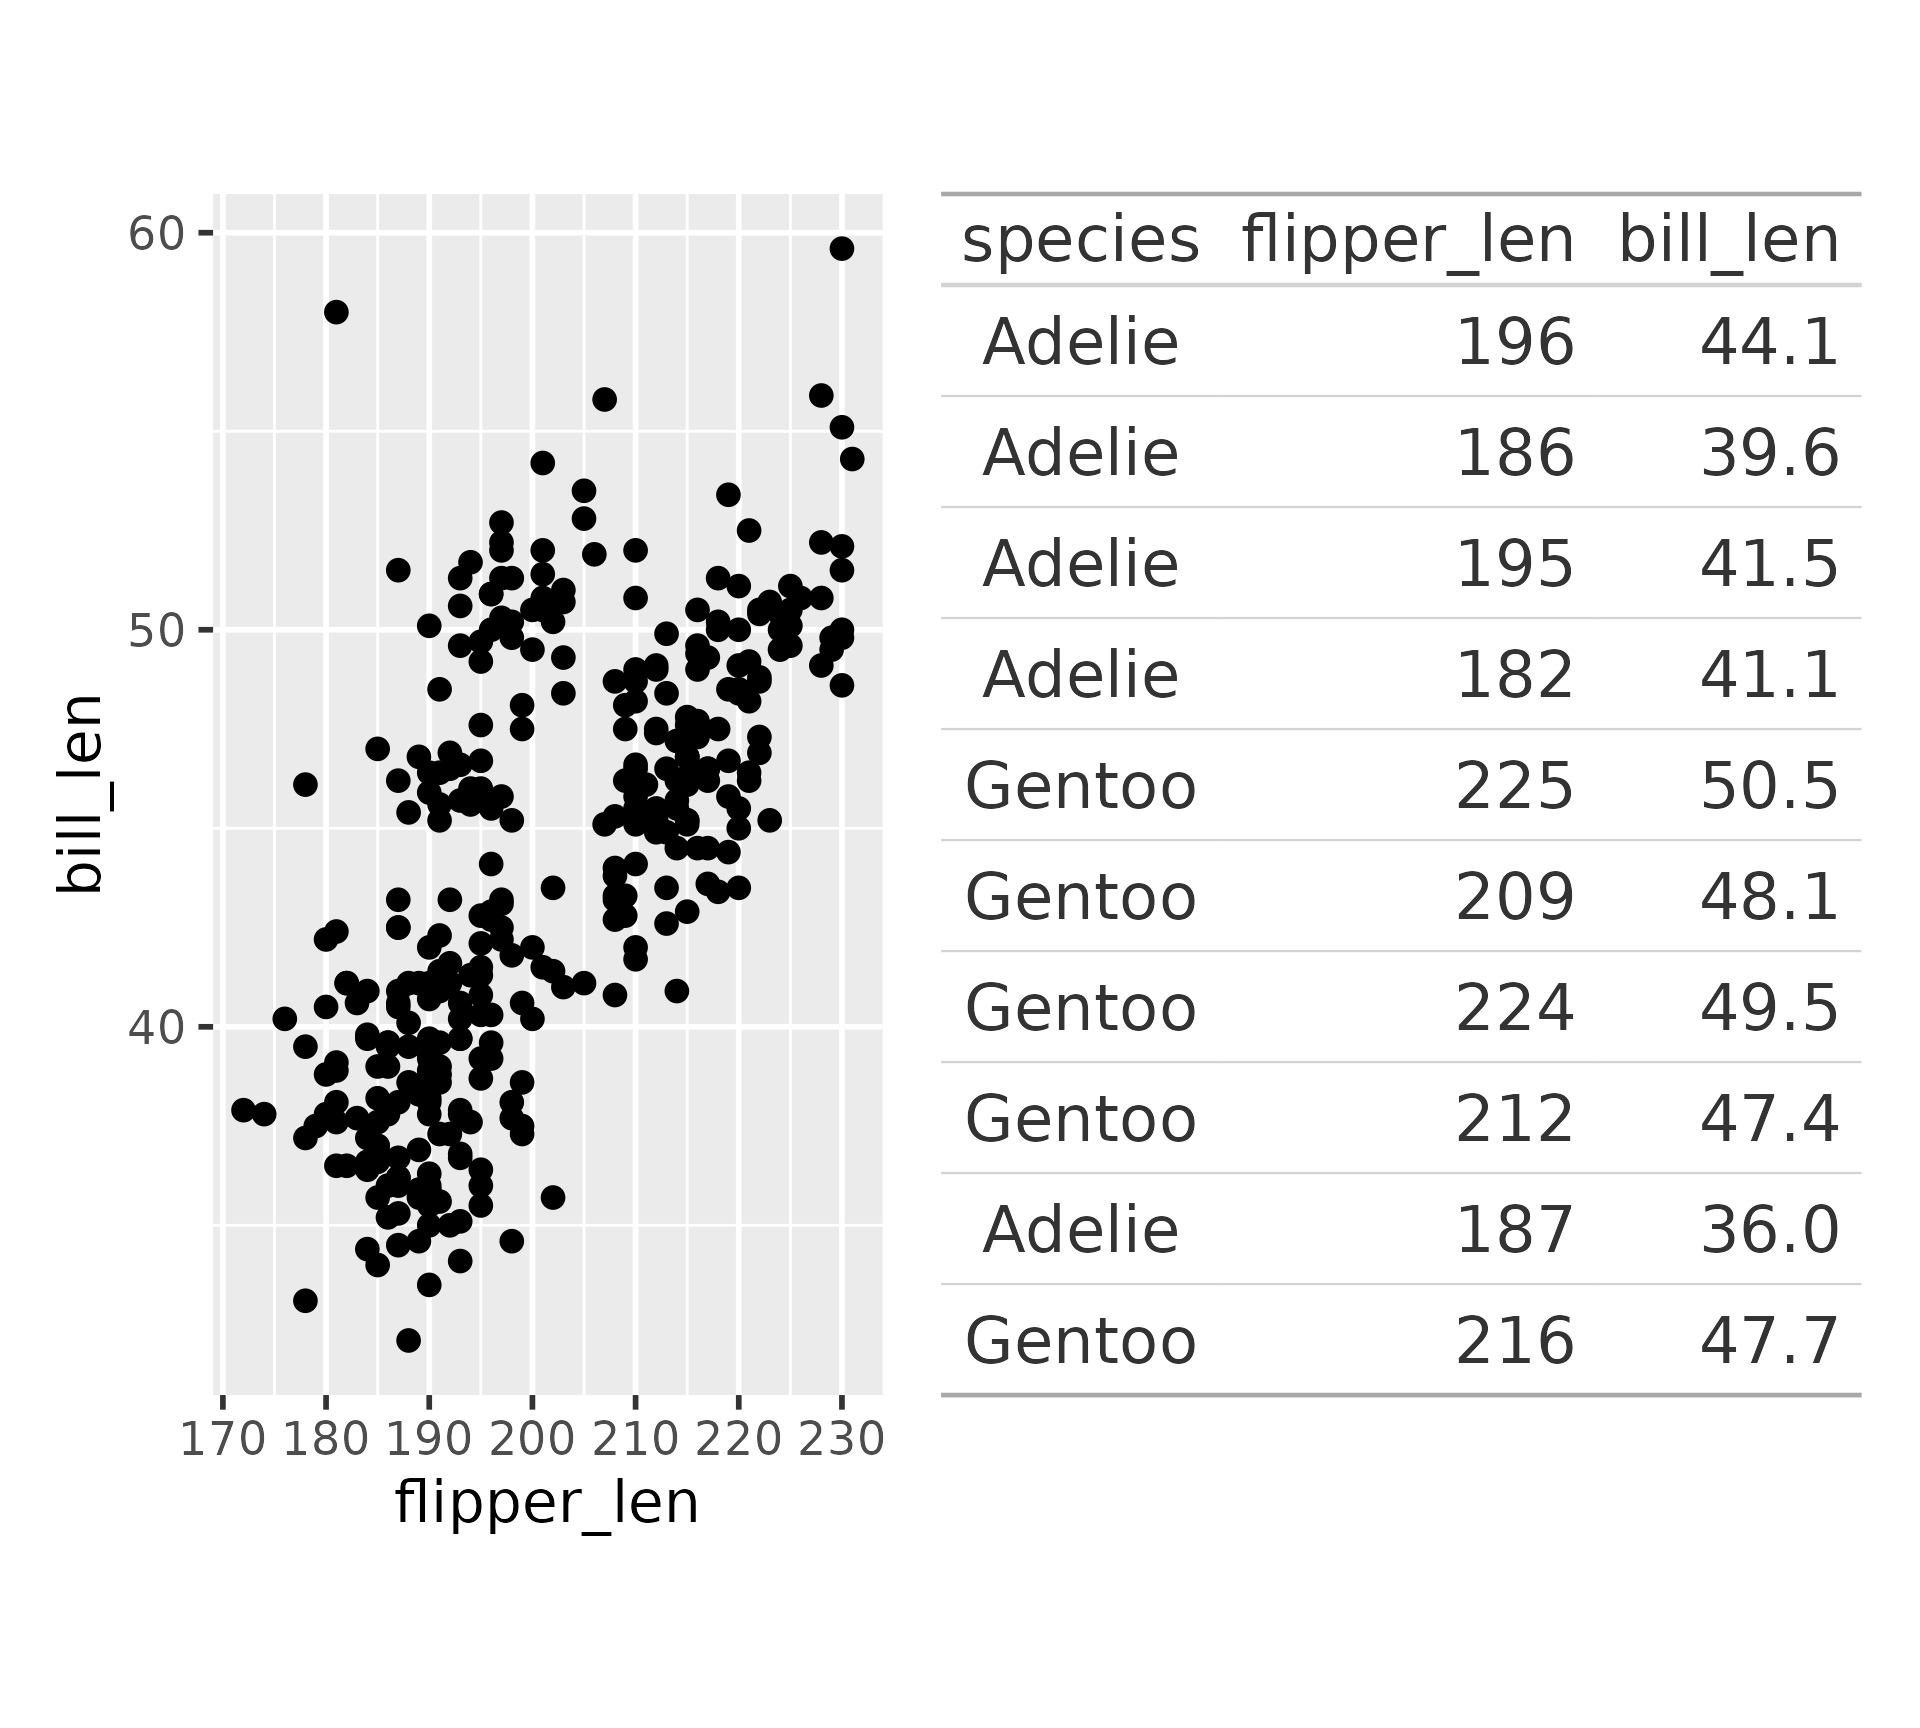 60
50
40
bill_len
170 180 190 200 210 220 230
flipper_len
species flipper_len bill_len
Adelie 196 44.1
Adelie 186 39.6
Adelie 195 41.5
Adelie 182 41.1
Gentoo 225 50.5
Gentoo 209 48.1
Gentoo 224 49.5
Gentoo 212 47.4
Adelie 187 36.0
Gentoo 216 47.7